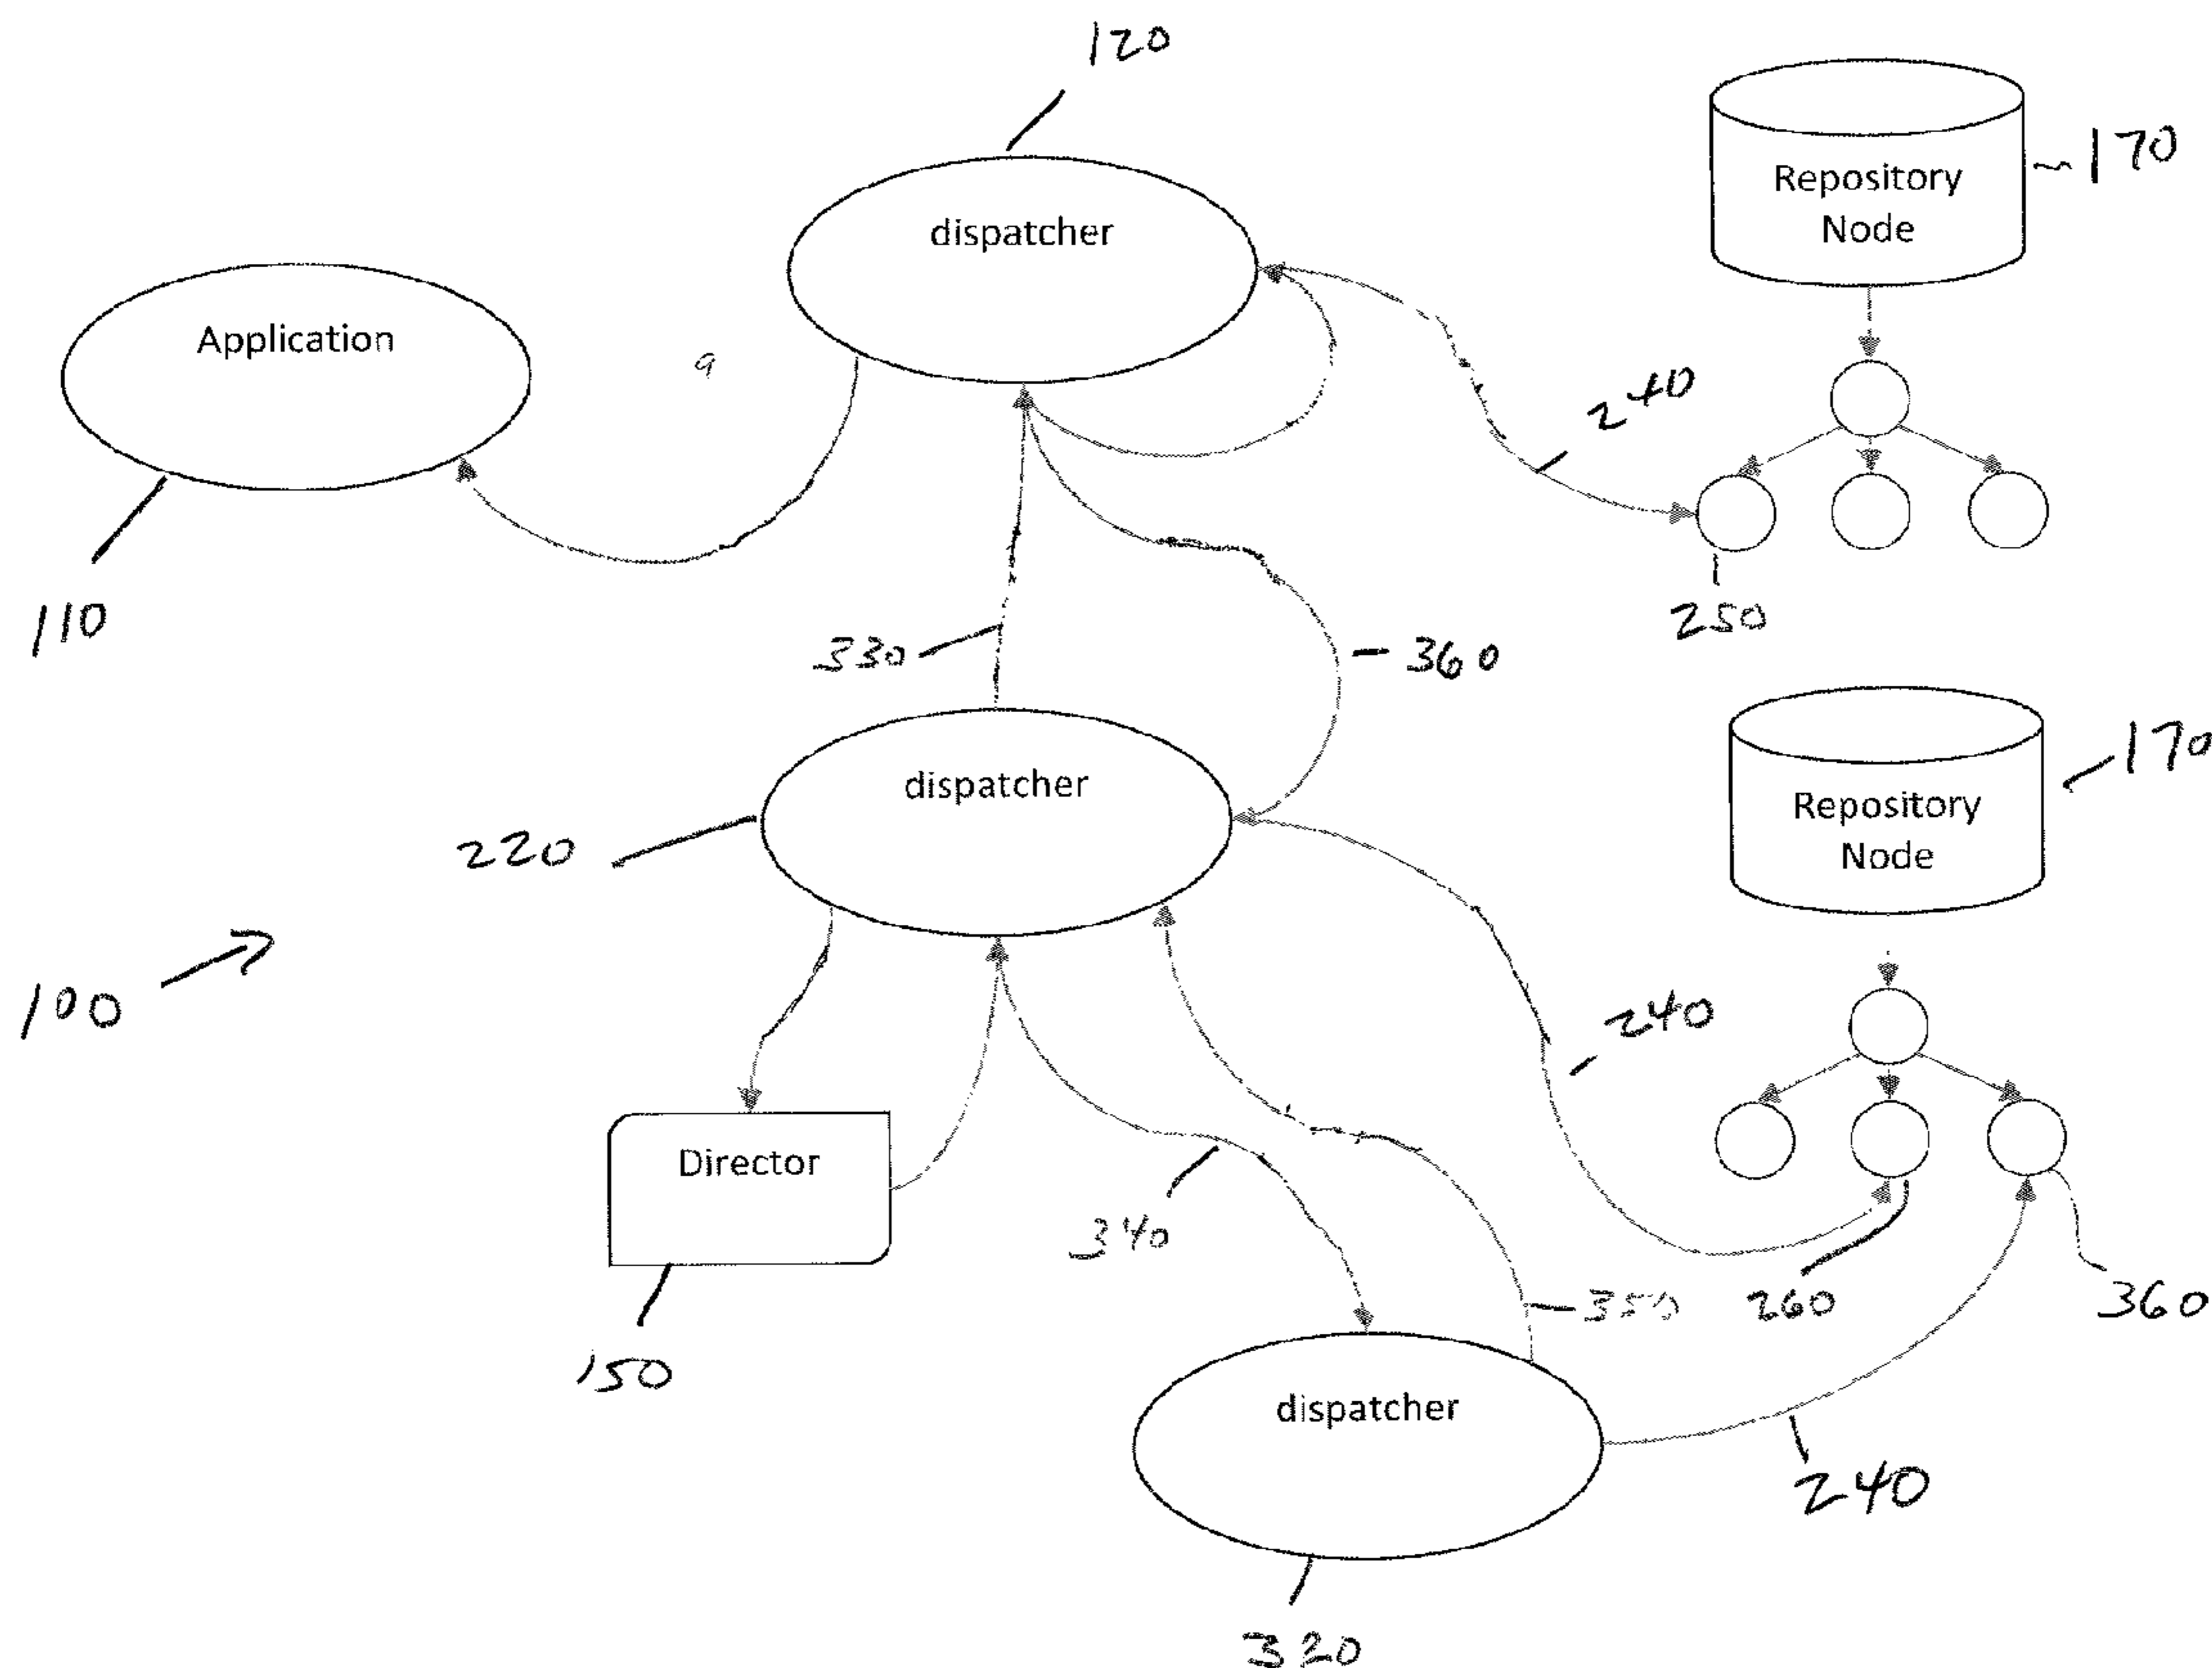 120
170
Repository
Node
dispatcher
Application
9
240
110
250
330
360
dispatcher
170
Repository
Node
220
100
240
Director
340
350
260
360
150
dispatcher
240
320